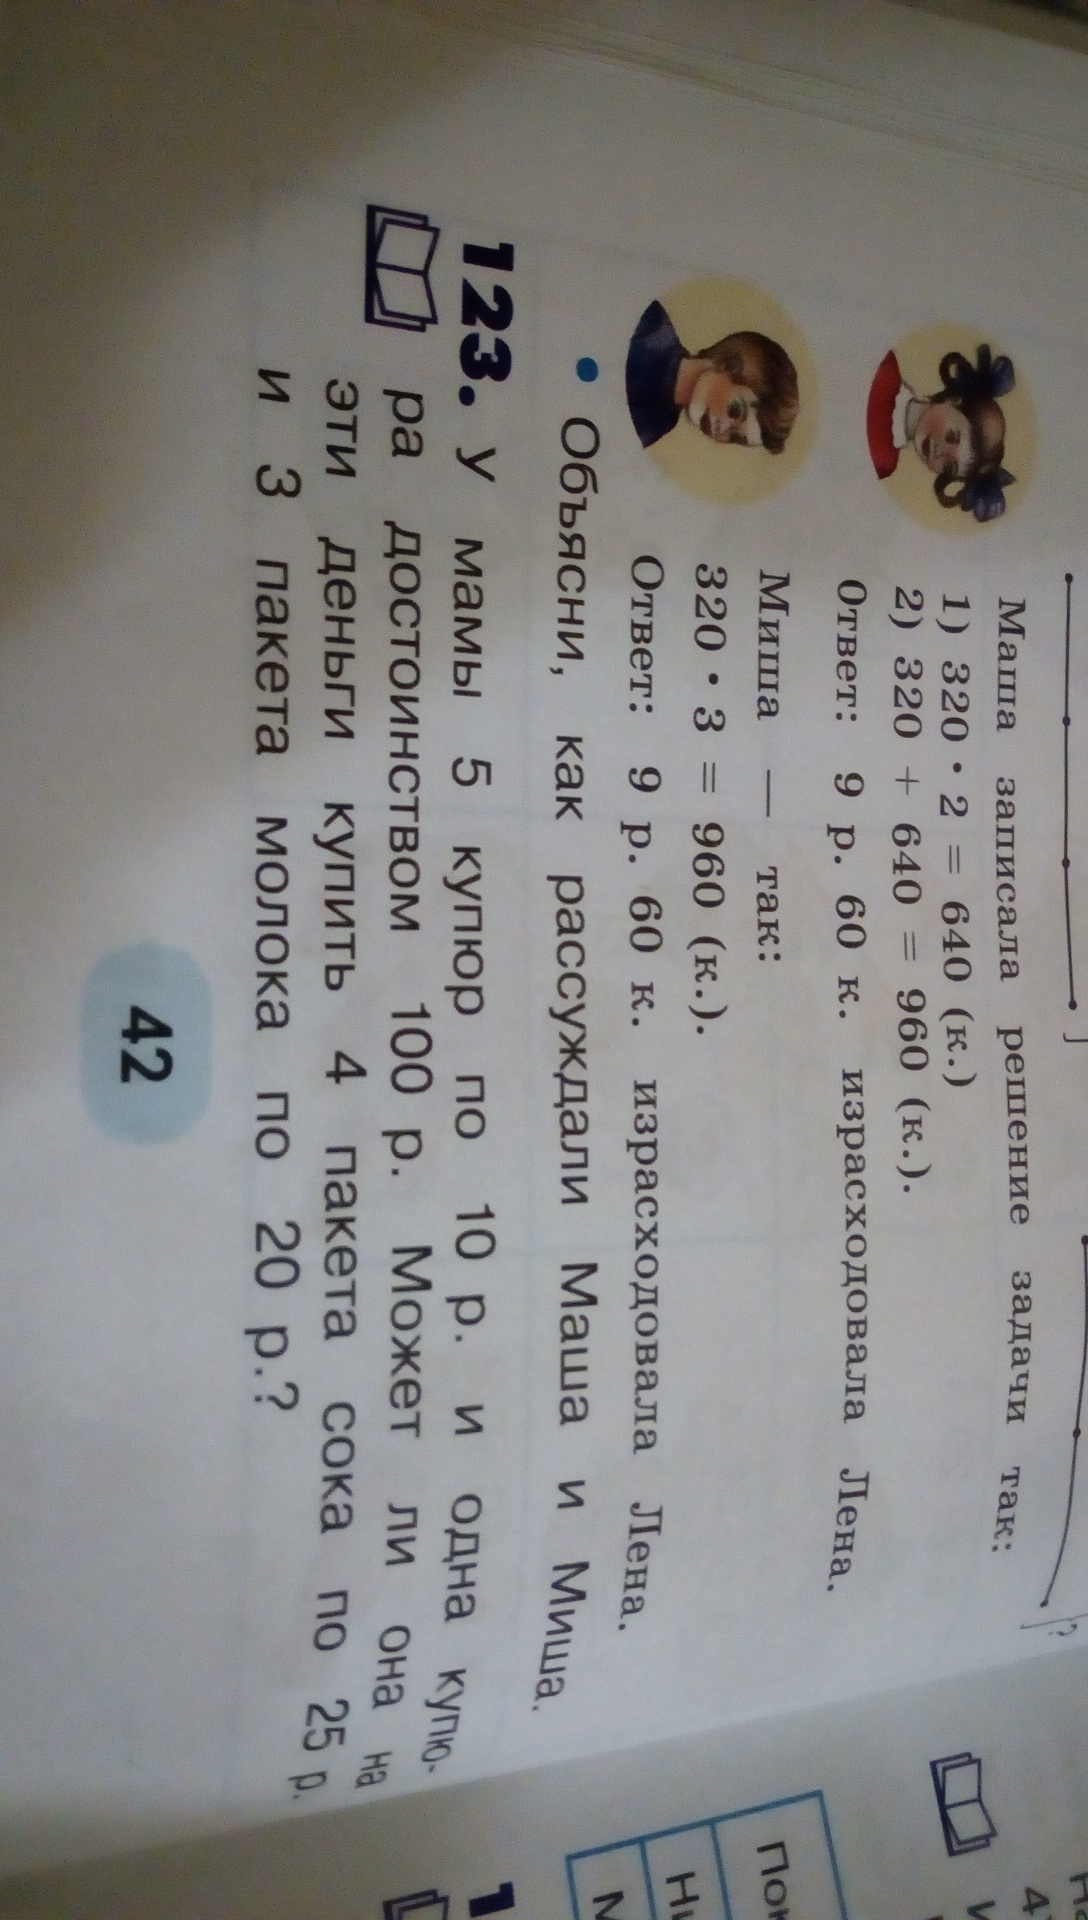 Маша записала решение задачи так:
1) 320 • 2 = 640 (к.)
2) 320 + 640 = 960 (к.).
Ответ: 9 р. 60 к. израсходовала Лена.
Миша — так:
320 • 3 = 960 (к.).
Ответ: 9 р. 60 к. израсходовала Лена.
• Объясни, как рассуждали Маша и Миша.
123. У мамы 5 купюр по 10 р. и одна купю-
ра достоинством 100 р. Может ли она на
эти деньги купить 4 пакета сока по 25 р.
и 3 пакета молока по 20 р.?
42